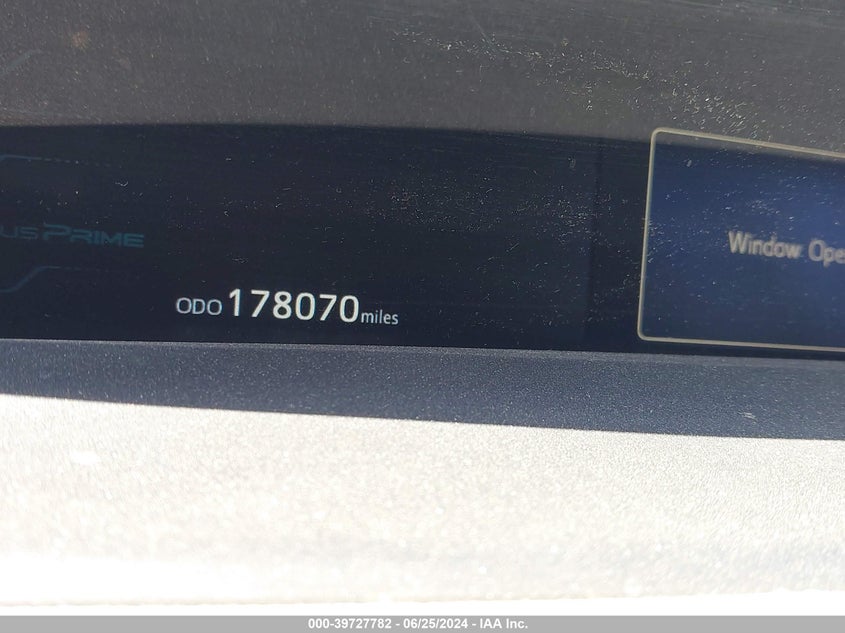 usPRIME
Window Ope
ODO 178070 miles
000-39727782 - 06/25/2024 - IAA Inc.